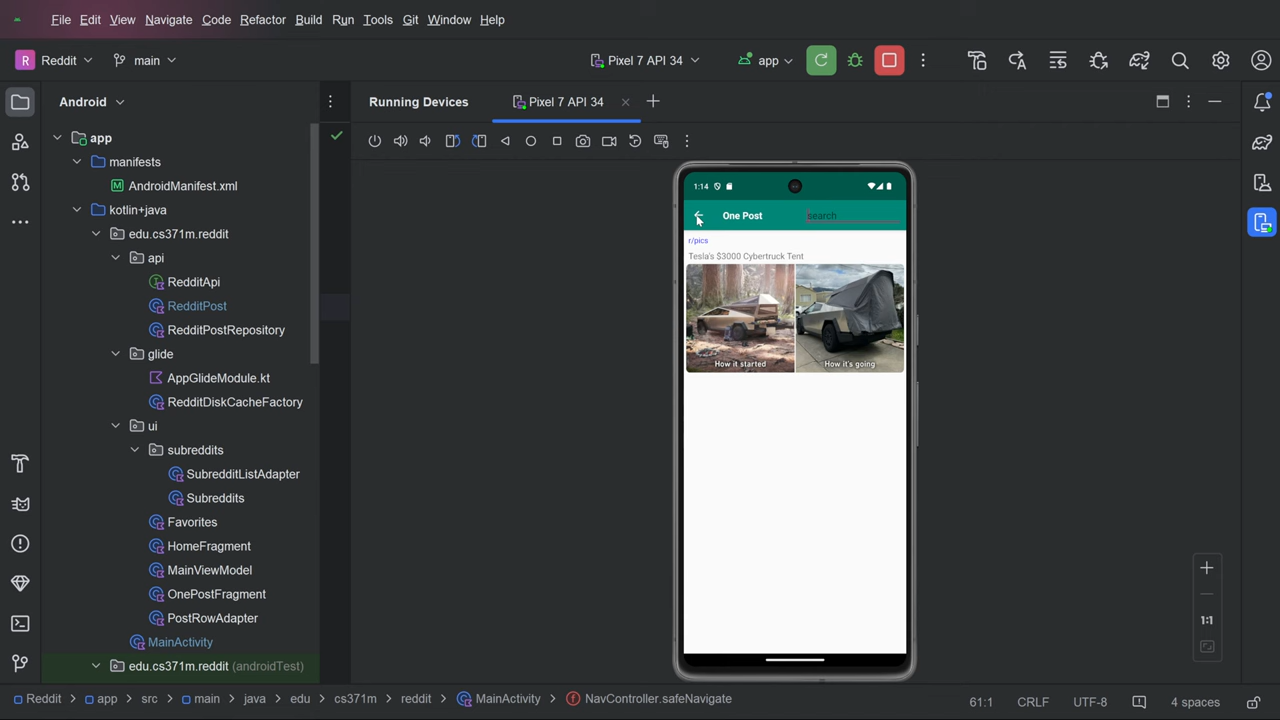 File Edit View Navigate Code Refactor Build Run Tools Git Window Help
R Reddit main Pixel 7 API 34 app
Android Running Devices Pixel 7 API 34
app
manifests
M AndroidManifest.xml
kotlin+java
edu.cs371m.reddit
api
RedditApi
RedditPost
RedditPostRepository
glide
AppGlideModule.kt
RedditDiskCacheFactory
ui
subreddits
SubredditListAdapter
Subreddits
Favorites
HomeFragment
MainViewModel
OnePostFragment
PostRowAdapter
MainActivity
edu.cs371m.reddit (androidTest)
1:14
One Post search
r/pics
Tesla's $3000 Cybertruck Tent
How it started How it's going
1:1
Reddit app src main java edu cs371m reddit MainActivity NavController.safeNavigate 61:1 CRLF UTF-8 4 spaces